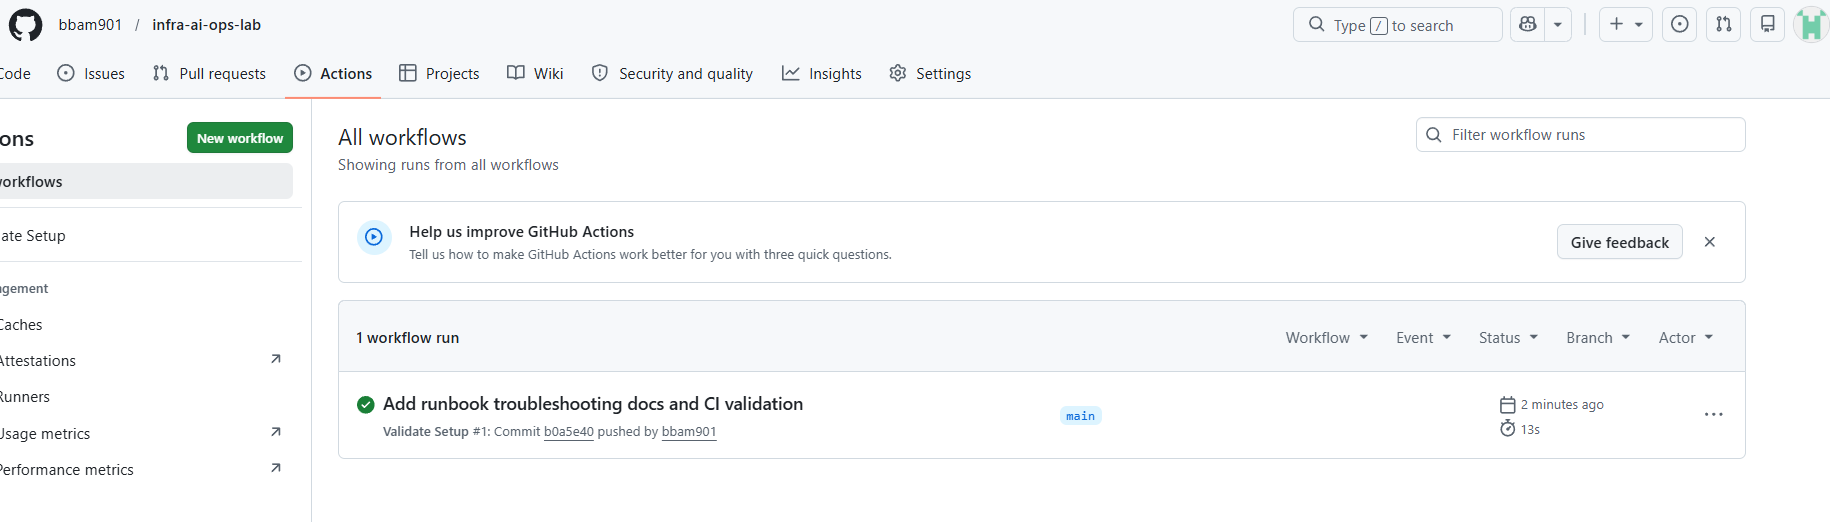 bbam901 / infra-ai-ops-lab
Type / to search
Code
Issues
Pull requests
Actions
Projects
Wiki
Security and quality
Insights
Settings
ons
New workflow
workflows
ate Setup
agement
Caches
Attestations
Runners
Usage metrics
Performance metrics
All workflows
Showing runs from all workflows
Filter workflow runs
Help us improve GitHub Actions
Tell us how to make GitHub Actions work better for you with three quick questions.
Give feedback
1 workflow run
Workflow
Event
Status
Branch
Actor
Add runbook troubleshooting docs and CI validation
Validate Setup #1: Commit b0a5e40 pushed by bbam901
main
2 minutes ago
13s